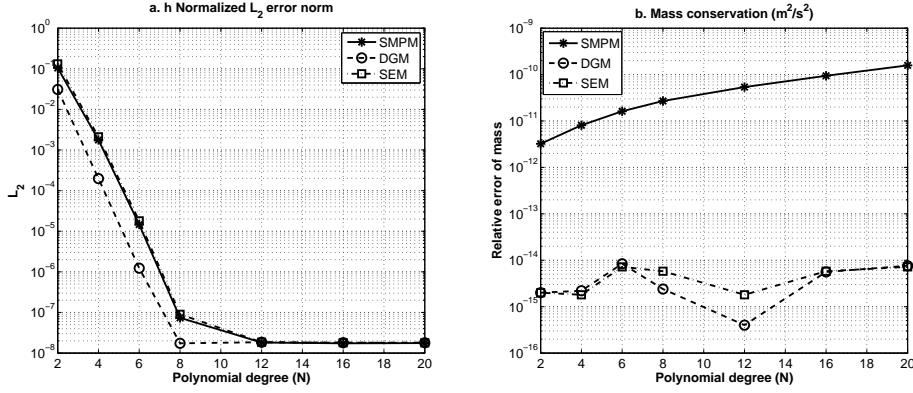 a. h Normalized L2 error norm
10^0
10^-1
10^-2
10^-3
10^-4
10^-5
10^-6
10^-7
10^-8
L2
2 4 6 8 10 12 14 16 18 20
Polynomial degree (N)
SMPM
DGM
SEM
b. Mass conservation (m^2/s^2)
10^-9
10^-10
10^-11
10^-12
10^-13
10^-14
10^-15
10^-16
Relative error of mass
2 4 6 8 10 12 14 16 18 20
Polynomial degree (N)
SMPM
DGM
SEM